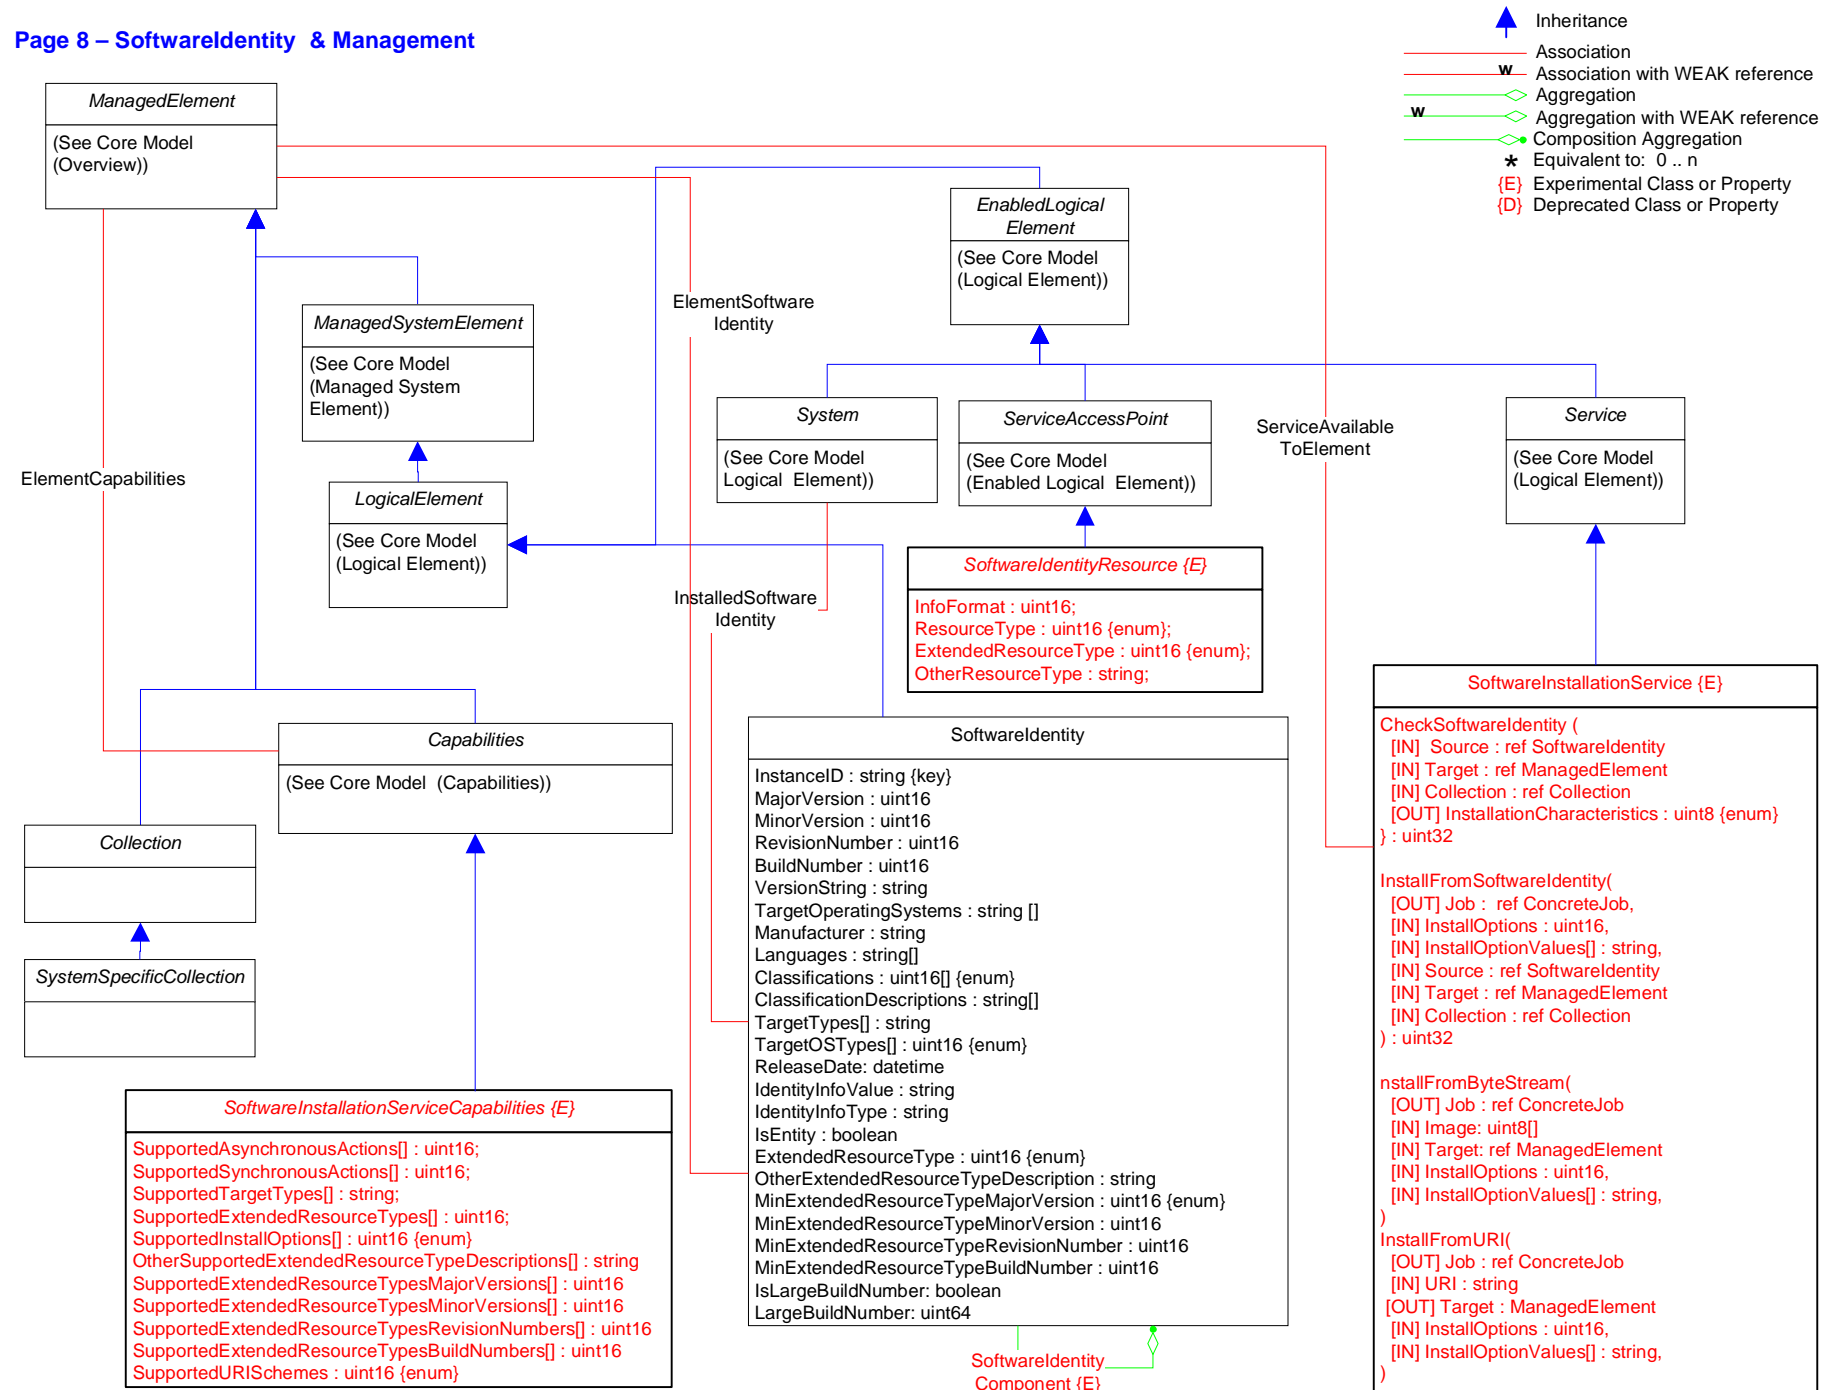 Page 8 – SoftwareIdentity & Management
Inheritance
Association
w Association with WEAK reference
Aggregation
w Aggregation with WEAK reference
Composition Aggregation
* Equivalent to: 0 .. n
{E} Experimental Class or Property
{D} Deprecated Class or Property
ManagedElement
(See Core Model
(Overview))
EnabledLogical
Element
(See Core Model
(Logical Element))
ElementSoftware
Identity
ManagedSystemElement
(See Core Model
(Managed System
Element))
System
(See Core Model
Logical Element))
ServiceAccessPoint
(See Core Model
(Enabled Logical Element))
ServiceAvailable
ToElement
Service
(See Core Model
(Logical Element))
ElementCapabilities
LogicalElement
(See Core Model
(Logical Element))
InstalledSoftware
Identity
SoftwareIdentityResource {E}
InfoFormat : uint16;
ResourceType : uint16 {enum};
ExtendedResourceType : uint16 {enum};
OtherResourceType : string;
Capabilities
(See Core Model (Capabilities))
Collection
SystemSpecificCollection
SoftwareInstallationServiceCapabilities {E}
SupportedAsynchronousActions[] : uint16;
SupportedSynchronousActions[] : uint16;
SupportedTargetTypes[] : string;
SupportedExtendedResourceTypes[] : uint16;
SupportedInstallOptions[] : uint16 {enum}
OtherSupportedExtendedResourceTypeDescriptions[] : string
SupportedExtendedResourceTypesMajorVersions[] : uint16
SupportedExtendedResourceTypesMinorVersions[] : uint16
SupportedExtendedResourceTypesRevisionNumbers[] : uint16
SupportedExtendedResourceTypesBuildNumbers[] : uint16
SupportedURISchemes : uint16 {enum}
SoftwareIdentity
InstanceID : string {key}
MajorVersion : uint16
MinorVersion : uint16
RevisionNumber : uint16
BuildNumber : uint16
VersionString : string
TargetOperatingSystems : string []
Manufacturer : string
Languages : string[]
Classifications : uint16[] {enum}
ClassificationDescriptions : string[]
TargetTypes[] : string
TargetOSTypes[] : uint16 {enum}
ReleaseDate: datetime
IdentityInfoValue : string
IdentityInfoType : string
IsEntity : boolean
ExtendedResourceType : uint16 {enum}
OtherExtendedResourceTypeDescription : string
MinExtendedResourceTypeMajorVersion : uint16 {enum}
MinExtendedResourceTypeMinorVersion : uint16
MinExtendedResourceTypeRevisionNumber : uint16
MinExtendedResourceTypeBuildNumber : uint16
IsLargeBuildNumber: boolean
LargeBuildNumber: uint64
SoftwareIdentity
Component {E}
SoftwareInstallationService {E}
CheckSoftwareIdentity (
[IN] Source : ref SoftwareIdentity
[IN] Target : ref ManagedElement
[IN] Collection : ref Collection
[OUT] InstallationCharacteristics : uint8 {enum}
} : uint32
InstallFromSoftwareIdentity(
[OUT] Job : ref ConcreteJob,
[IN] InstallOptions : uint16,
[IN] InstallOptionValues[] : string,
[IN] Source : ref SoftwareIdentity
[IN] Target : ref ManagedElement
[IN] Collection : ref Collection
) : uint32
nstallFromByteStream(
[OUT] Job : ref ConcreteJob
[IN] Image: uint8[]
[IN] Target: ref ManagedElement
[IN] InstallOptions : uint16,
[IN] InstallOptionValues[] : string,
)
InstallFromURI(
[OUT] Job : ref ConcreteJob
[IN] URI : string
[OUT] Target : ManagedElement
[IN] InstallOptions : uint16,
[IN] InstallOptionValues[] : string,
)